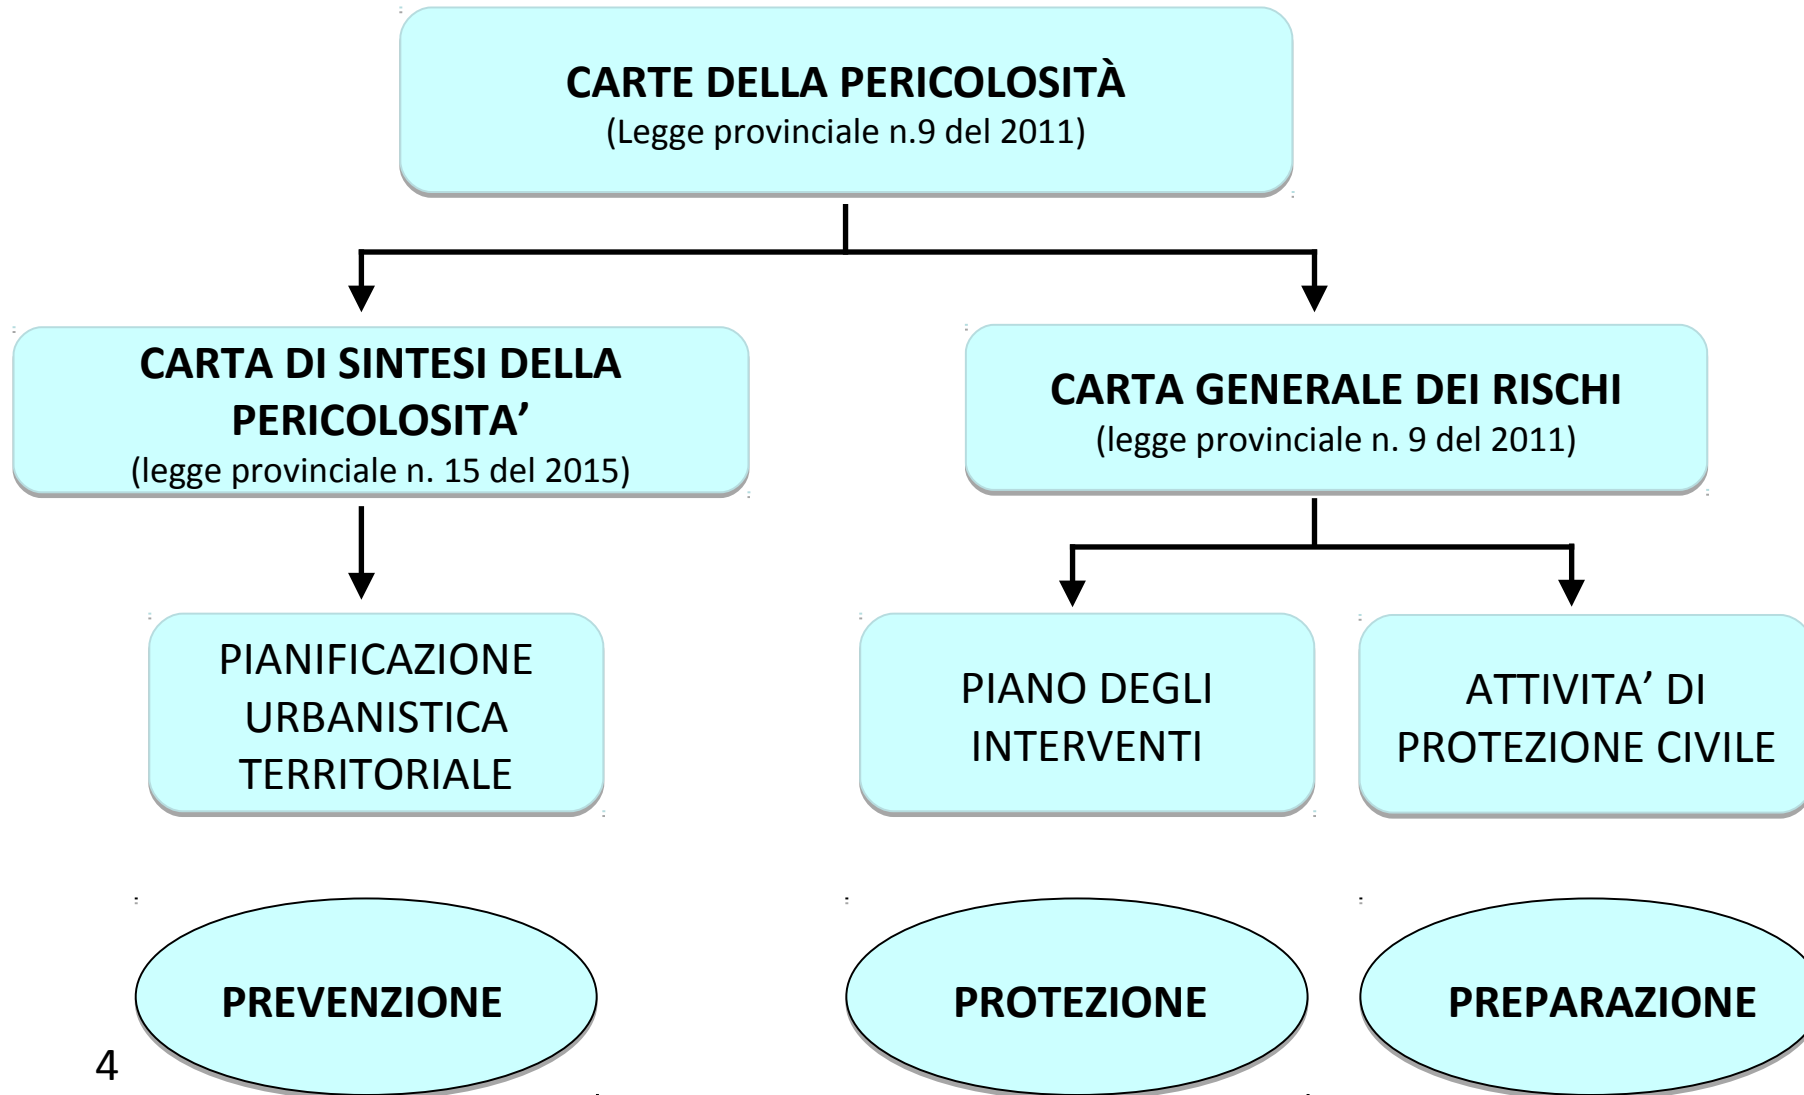 CARTE DELLA PERICOLOSITÀ
(Legge provinciale n.9 del 2011)
CARTA DI SINTESI DELLA
PERICOLOSITA’
(legge provinciale n. 15 del 2015)
CARTA GENERALE DEI RISCHI
(legge provinciale n. 9 del 2011)
PIANIFICAZIONE
URBANISTICA
TERRITORIALE
PIANO DEGLI
INTERVENTI
ATTIVITA’ DI
PROTEZIONE CIVILE
PREVENZIONE
PROTEZIONE
PREPARAZIONE
4